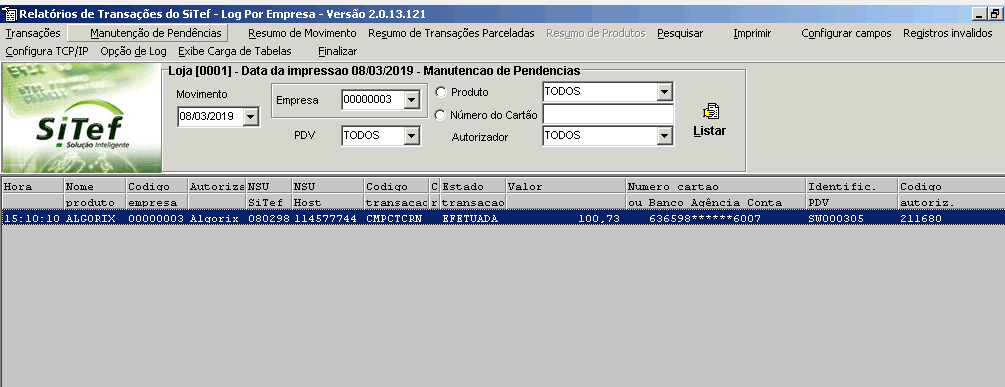 Relatórios de Transações do SiTef - Log Por Empresa - Versão 2.0.13.121
Transações Manutenção de Pendências Resumo de Movimento Resumo de Transações Parceladas Resumo de Produtos Pesquisar Imprimir Configurar campos Registros invalidos
Configura TCP/IP Opção de Log Exibe Carga de Tabelas Finalizar
Loja [0001] - Data da impressao 08/03/2019 - Manutencao de Pendencias
Movimento Empresa 00000003 Produto TODOS
08/03/2019 Número do Cartão
PDV TODOS Autorizador TODOS
Listar
SiTef
Solução Inteligente
Hora Nome Codigo Autoriza NSU NSU Codigo C Estado Valor Numero cartao Identific. Codigo
produto empresa SiTef Host transacao r transacao ou Banco Agência Conta PDV autoriz.
15:10:10 ALGORIX 00000003 Algorix 080298 114577744 CMPCTCRN EFETUADA 100,73 636598******6007 SW000305 211680